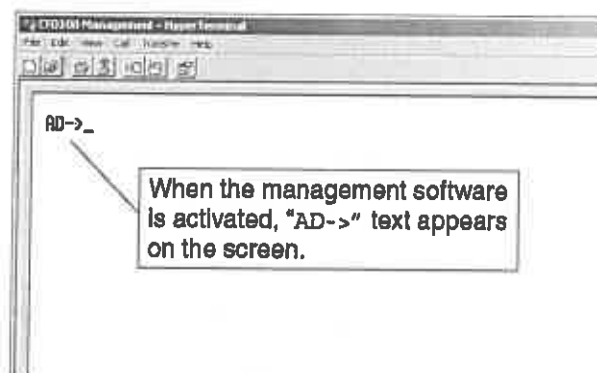 CFO300 Management - HyperTerminal
File Edit View Call Transfer Help
AD->_
When the management software
is activated, "AD->" text appears
on the screen.